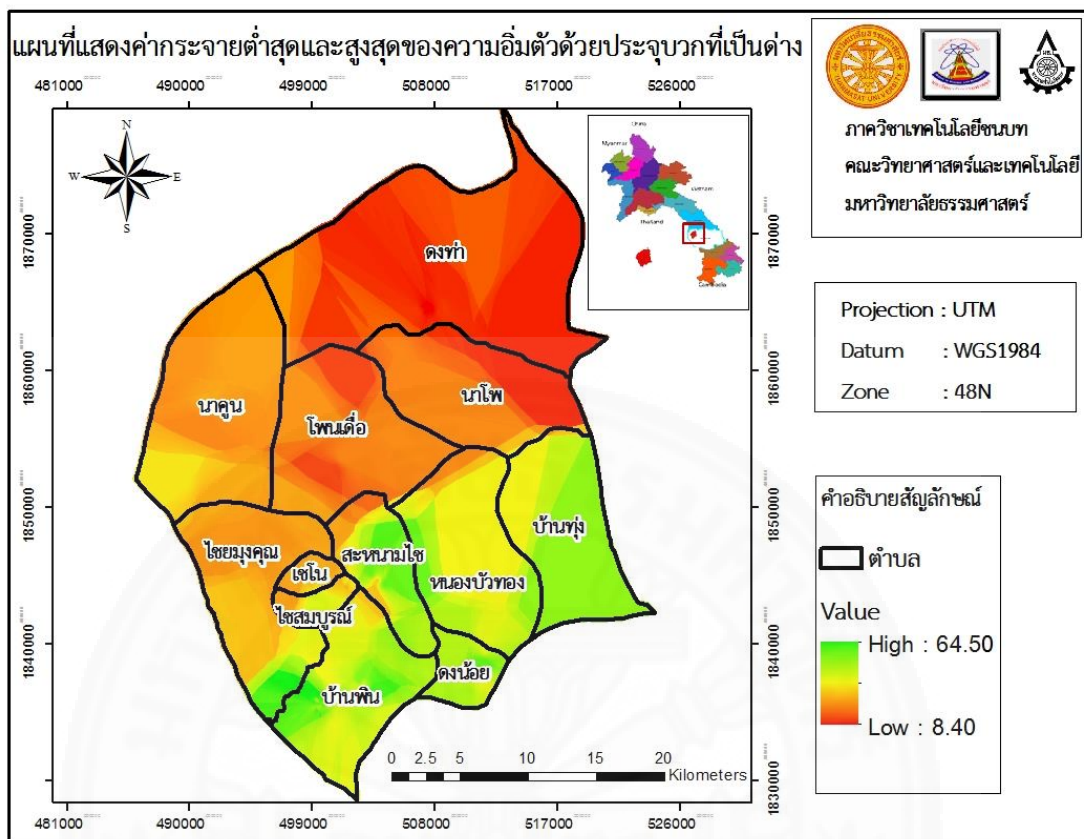 แผนที่แสดงค่ากระจายต่ำสุดและสูงสุดของความอิ่มตัวด้วยประจุบวกที่เป็นด่าง
481000 490000 499000 508000 517000 526000
N
W E
S
China
Myanmar
Vietnam
Thailand
Cambodia
1870000 1870000
1860000 1860000
1850000 1850000
1840000 1840000
1830000 1830000
ดงท่า
นาคูน
โพนเดื่อ
นาโพ
บ้านทุ่ง
ไชยมุงคุณ
เชโน
สะหนามไช
หนองบัวทอง
ไชสมบูรณ์
บ้านพิน
ดงน้อย
0 2.5 5 10 15 20
Kilometers
481000 490000 499000 508000 517000 526000
THAMMASAT UNIVERSITY
ภาควิชาเทคโนโลยีชนบท
คณะวิทยาศาสตร์และเทคโนโลยี
มหาวิทยาลัยธรรมศาสตร์
Projection : UTM
Datum : WGS1984
Zone : 48N
คำอธิบายสัญลักษณ์
ตำบล
Value
High : 64.50
Low : 8.40